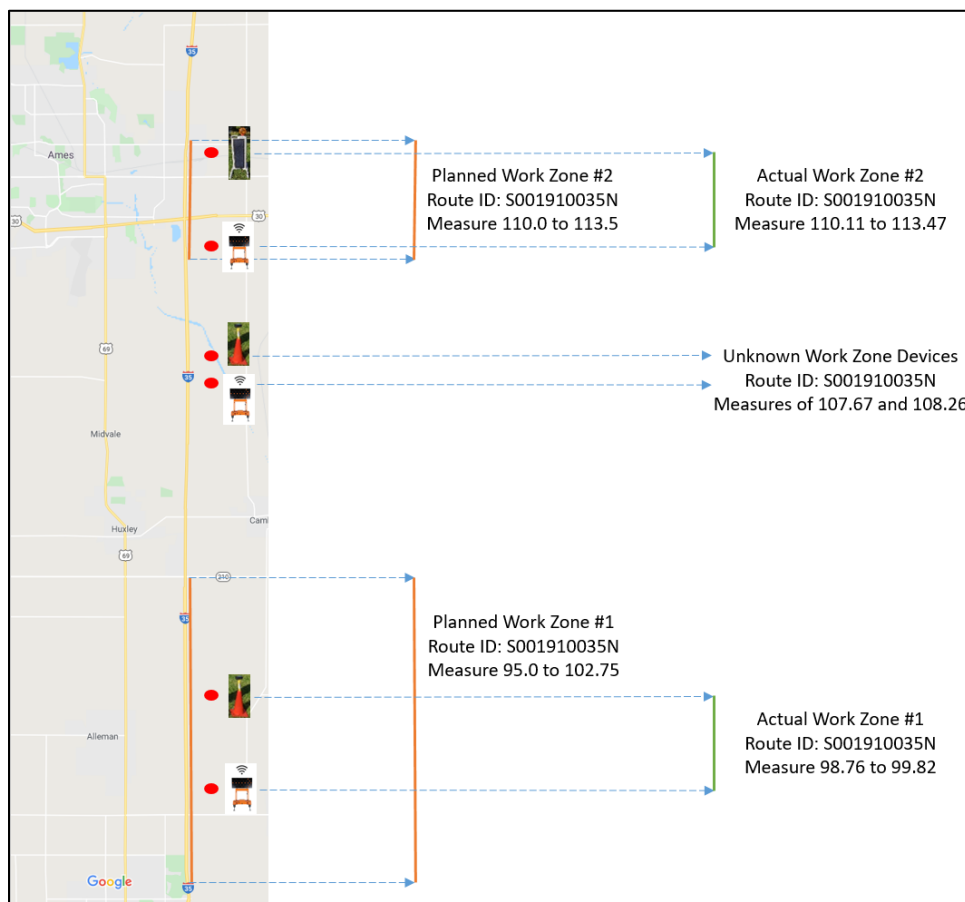 35
Ames
30
30
Planned Work Zone #2
Route ID: S001910035N
Measure 110.0 to 113.5
Actual Work Zone #2
Route ID: S001910035N
Measure 110.11 to 113.47
69
35
Unknown Work Zone Devices
Route ID: S001910035N
Measures of 107.67 and 108.26
Midvale
Huxley
Caml
69
210
35
Planned Work Zone #1
Route ID: S001910035N
Measure 95.0 to 102.75
Alleman
Actual Work Zone #1
Route ID: S001910035N
Measure 98.76 to 99.82
Google
35